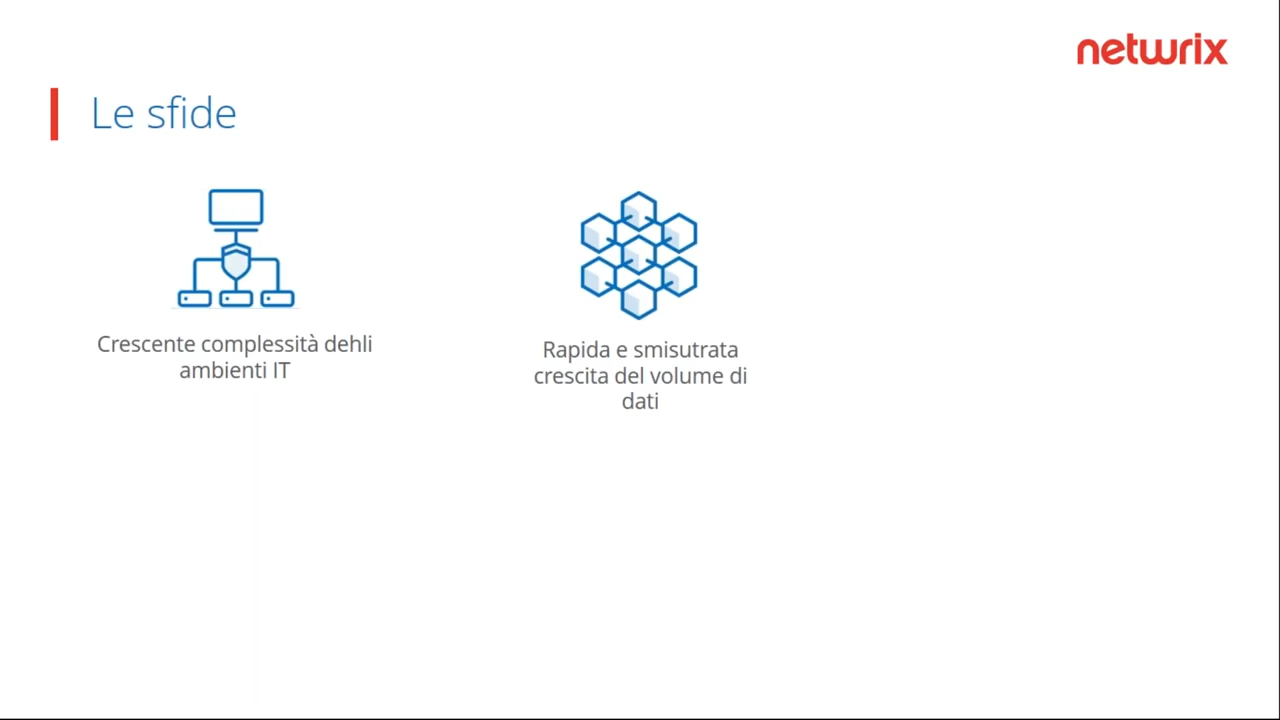 netwrix
Le sfide
Crescente complessità dehli
ambienti IT
Rapida e smisutrata
crescita del volume di
dati